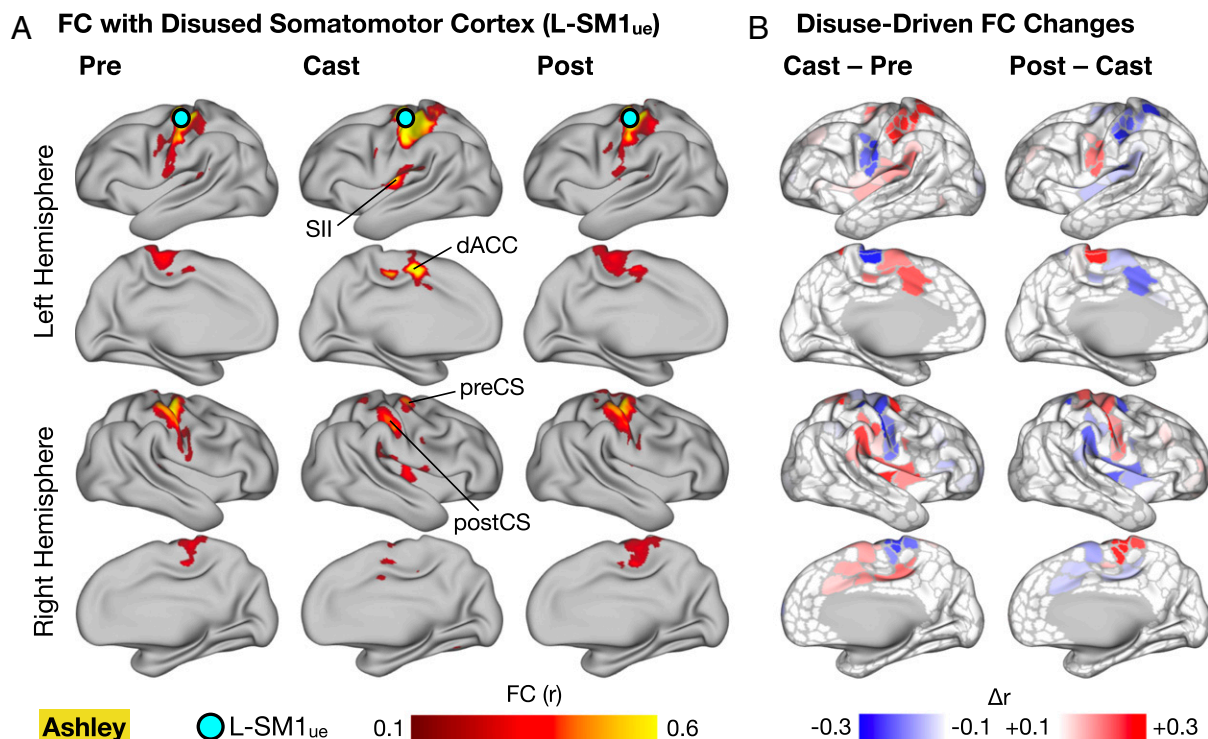 A FC with Disused Somatomotor Cortex (L-SM1ue)
B Disuse-Driven FC Changes
Pre Cast Post
Cast – Pre Post – Cast
Left Hemisphere
SII
dACC
Right Hemisphere
preCS
postCS
Ashley
L-SM1ue
FC (r)
0.1 0.6
Δr
-0.3 -0.1 +0.1 +0.3